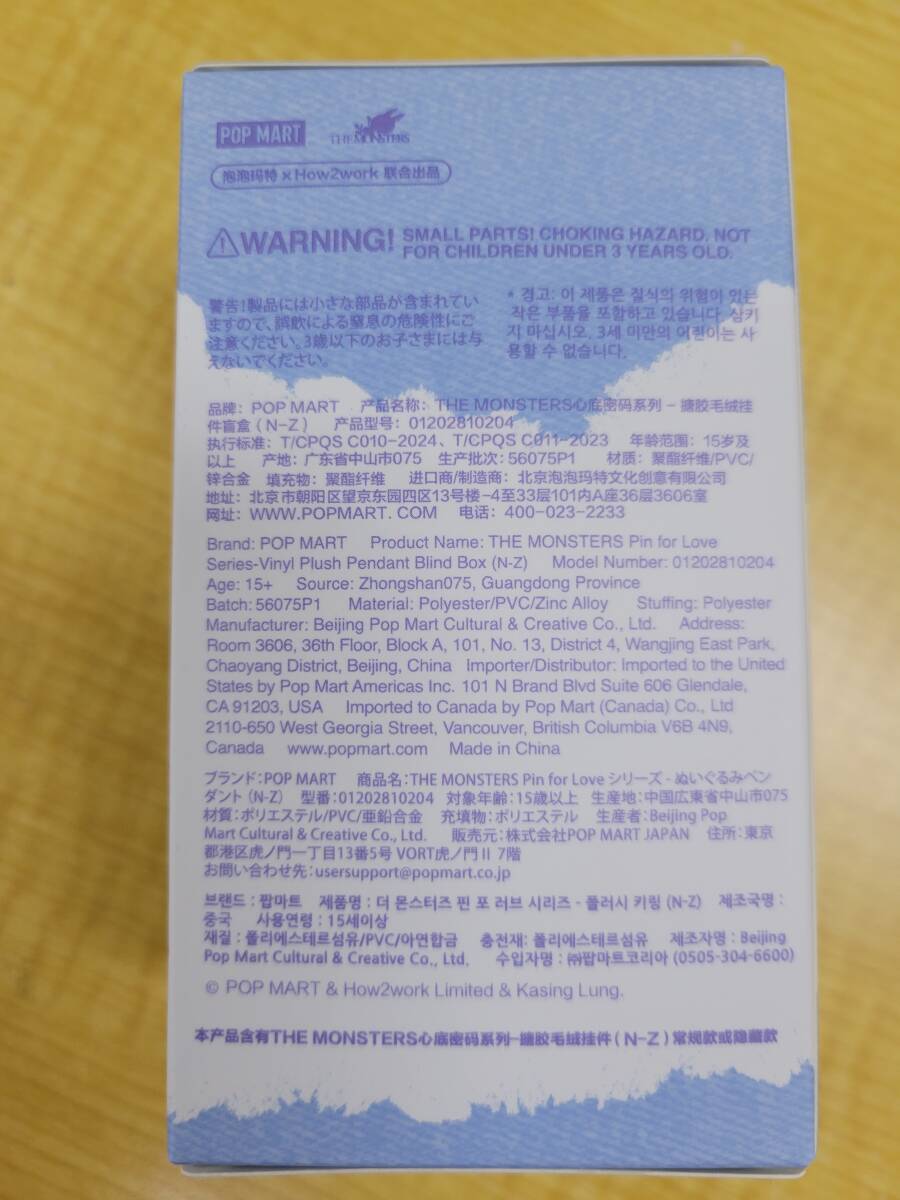 POP MART THE MONSTERS
泡泡玛特 × How2work 联合出品
WARNING! SMALL PARTS! CHOKING HAZARD, NOT
FOR CHILDREN UNDER 3 YEARS OLD.
警告!製品には小さな部品が含まれてい
ますので、誤飲による窒息の危険性にご
注意ください。3歳以下のお子さまには与
えないでください。
* 경고: 이 제품은 질식의 위험이 있는
작은 부품을 포함하고 있습니다. 삼키
지 마십시오. 3세 미만의 어린이는 사
용할 수 없습니다.
品牌: POP MART 产品名称: THE MONSTERS心底密码系列 - 搪胶毛绒挂
件盲盒 (N-Z) 产品型号: 01202810204
执行标准: T/CPQS C010-2024、T/CPQS C011-2023 年龄范围: 15岁及
以上 产地: 广东省中山市075 生产批次: 56075P1 材质: 聚酯纤维/PVC/
锌合金 填充物: 聚酯纤维 进口商/制造商: 北京泡泡玛特文化创意有限公司
地址: 北京市朝阳区望京东园四区13号楼-4至33层101内A座36层3606室
网址: WWW.POPMART. COM 电话: 400-023-2233
Brand: POP MART Product Name: THE MONSTERS Pin for Love
Series-Vinyl Plush Pendant Blind Box (N-Z) Model Number: 01202810204
Age: 15+ Source: Zhongshan075, Guangdong Province
Batch: 56075P1 Material: Polyester/PVC/Zinc Alloy Stuffing: Polyester
Manufacturer: Beijing Pop Mart Cultural & Creative Co., Ltd. Address:
Room 3606, 36th Floor, Block A, 101, No. 13, District 4, Wangjing East Park,
Chaoyang District, Beijing, China Importer/Distributor: Imported to the United
States by Pop Mart Americas Inc. 101 N Brand Blvd Suite 606 Glendale,
CA 91203, USA Imported to Canada by Pop Mart (Canada) Co., Ltd
2110-650 West Georgia Street, Vancouver, British Columbia V6B 4N9,
Canada www.popmart.com Made in China
ブランド:POP MART 商品名:THE MONSTERS Pin for Love シリーズ - ぬいぐるみペン
ダント (N-Z) 型番:01202810204 対象年齢:15歳以上 生産地:中国広東省中山市075
材質:ポリエステル/PVC/亜鉛合金 充填物:ポリエステル 生産者:Beijing Pop
Mart Cultural & Creative Co., Ltd. 販売元:株式会社POP MART JAPAN 住所:東京
都港区虎ノ門一丁目13番5号 VORT虎ノ門 II 7階
お問い合わせ先:usersupport@popmart.co.jp
브랜드 : 팝마트 제품명 : 더 몬스터즈 핀 포 러브 시리즈 - 플러시 키링 (N-Z) 제조국명 :
중국 사용연령 : 15세이상
재질 : 폴리에스테르섬유/PVC/아연합금 충전재: 폴리에스테르섬유 제조자명 : Beijing
Pop Mart Cultural & Creative Co., Ltd. 수입자명 : ㈜팝마트코리아 (0505-304-6600)
© POP MART & How2work Limited & Kasing Lung.
本产品含有THE MONSTERS心底密码系列-搪胶毛绒挂件(N-Z)常规款或隐藏款